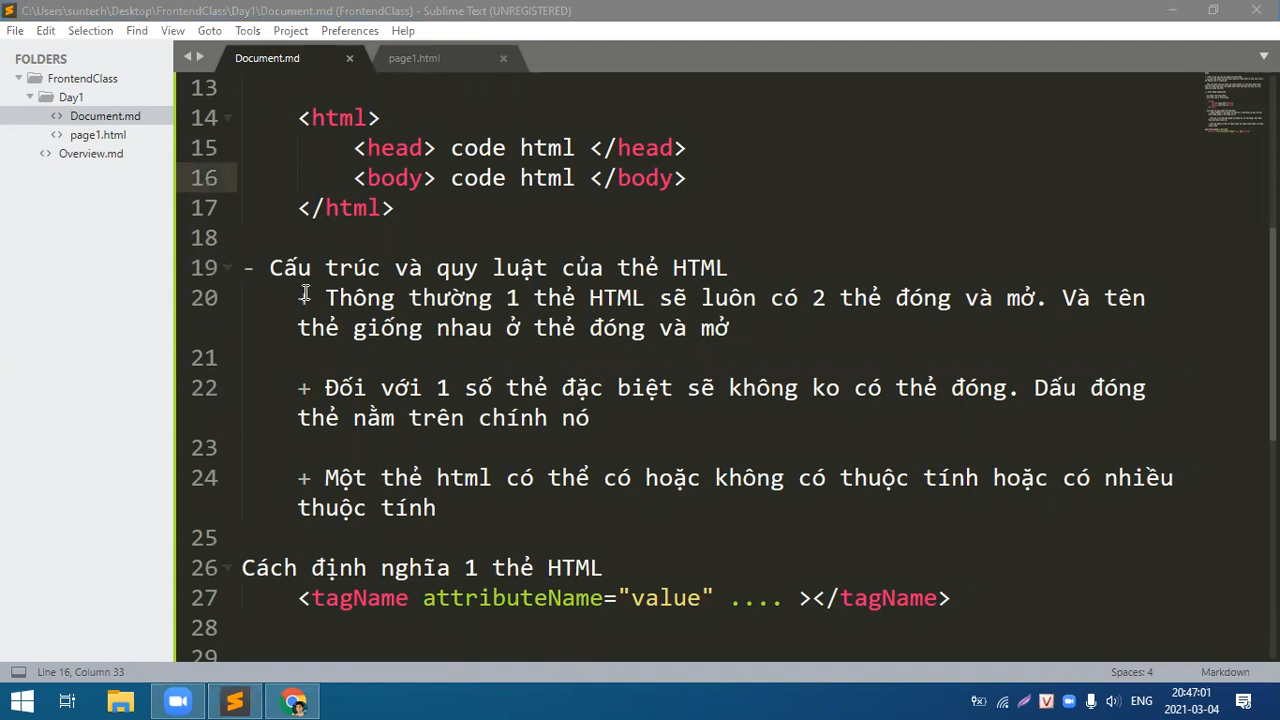 C:\Users\suntech\Desktop\FrontendClass\Day1\Document.md (FrontendClass) - Sublime Text (UNREGISTERED)
File Edit Selection Find View Goto Tools Project Preferences Help
FOLDERS
FrontendClass
Day1
Document.md
page1.html
Overview.md
Document.md page1.html
13
14 <html>
15 <head> code html </head>
16 <body> code html </body>
17 </html>
18
19 - Cấu trúc và quy luật của thẻ HTML
20 + Thông thường 1 thẻ HTML sẽ luôn có 2 thẻ đóng và mở. Và tên
thẻ giống nhau ở thẻ đóng và mở
21
22 + Đối với 1 số thẻ đặc biệt sẽ không ko có thẻ đóng. Dấu đóng
thẻ nằm trên chính nó
23
24 + Một thẻ html có thể có hoặc không có thuộc tính hoặc có nhiều
thuộc tính
25
26 Cách định nghĩa 1 thẻ HTML
27 <tagName attributeName="value" .... ></tagName>
28
29
Line 16, Column 33 Spaces: 4 Markdown
ENG
20:47:01
2021-03-04